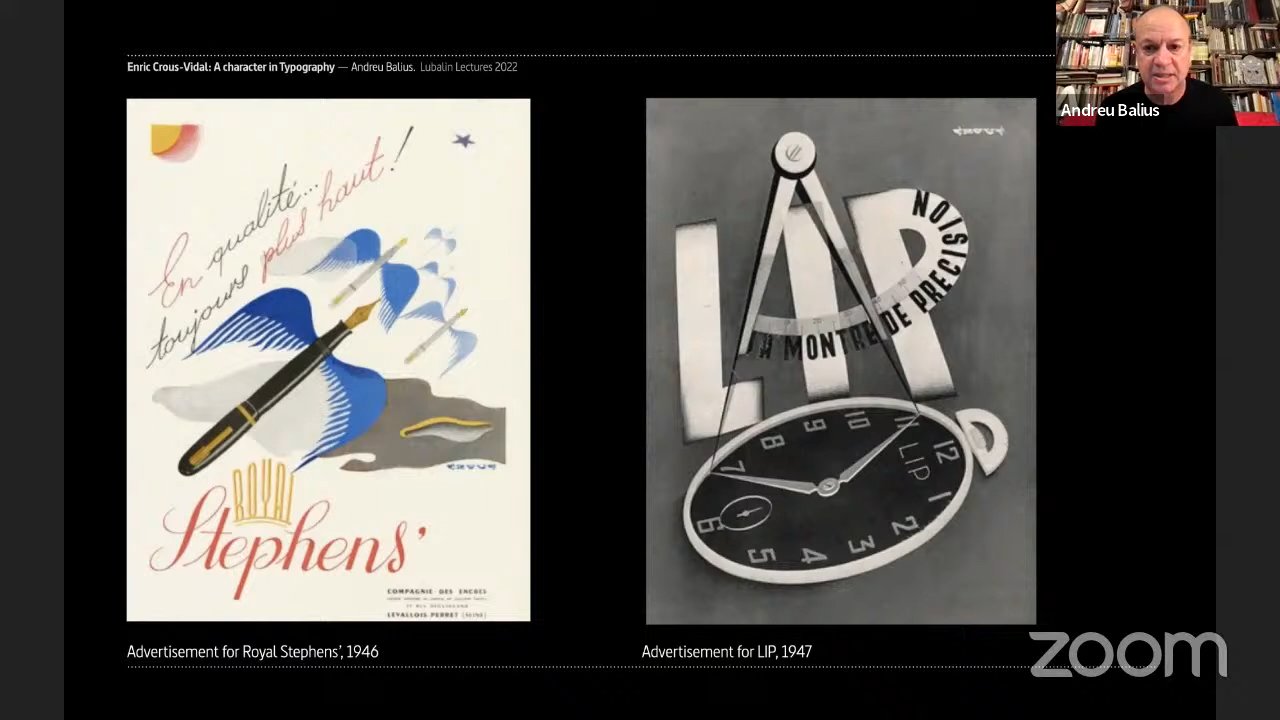 Enric Crous-Vidal: A character in Typography — Andreu Balius. Lubalin Lectures 2022
Andreu Balius
En qualité...
toujours plus haut!
ROYAL
Stephens'
COMPAGNIE DES ENCRES
LEVALLOIS-PERRET (SEINE)
Advertisement for Royal Stephens', 1946
LIP
LA MONTRE DE PRECISION
LIP
12
1
2
3
4
5
6
7
8
9
10
Advertisement for LIP, 1947
zoom